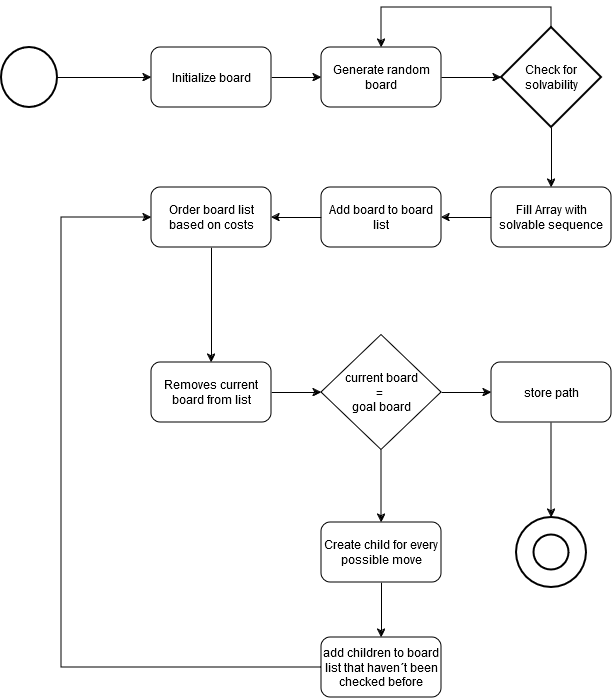 Initialize board
Generate random
board
Check for
solvability
Order board list
based on costs
Add board to board
list
Fill Array with
solvable sequence
Removes current
board from list
current board
=
goal board
store path
Create child for every
possible move
add children to board
list that haven´t been
checked before